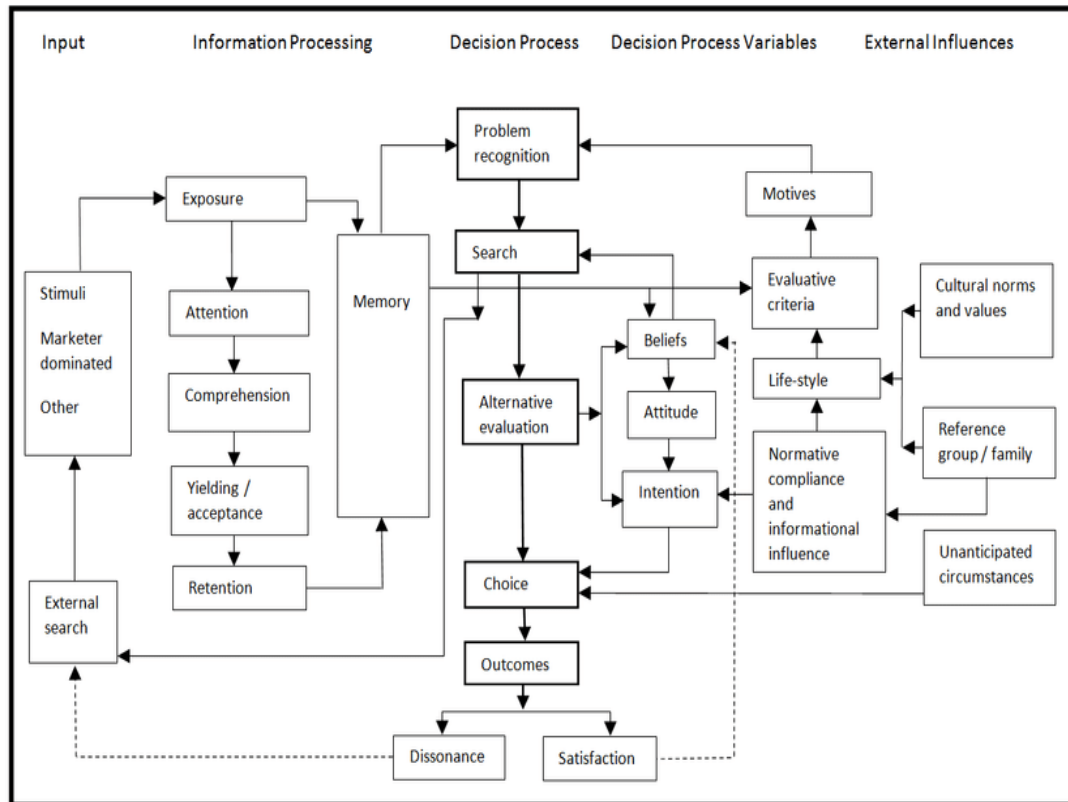 Input
Information Processing
Decision Process
Decision Process Variables
External Influences
Stimuli
Marketer
dominated
Other
External
search
Exposure
Attention
Comprehension
Yielding /
acceptance
Retention
Memory
Problem
recognition
Search
Alternative
evaluation
Choice
Outcomes
Dissonance
Satisfaction
Beliefs
Attitude
Intention
Motives
Evaluative
criteria
Life-style
Normative
compliance
and
informational
influence
Cultural norms
and values
Reference
group / family
Unanticipated
circumstances